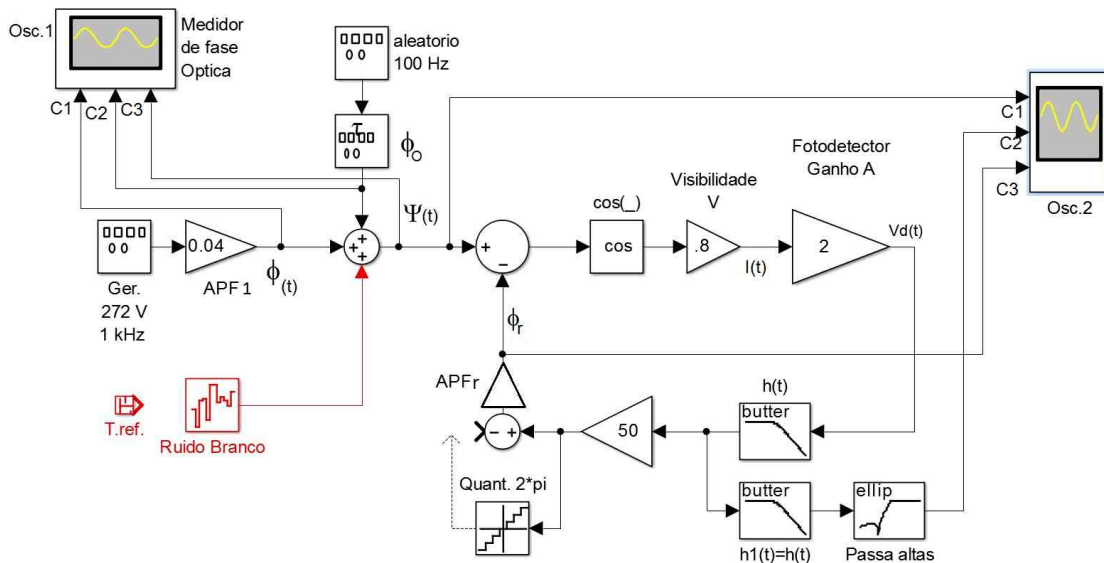 Osc.1
Medidor
de fase
Optica
C1
C2
C3
aleatorio
100 Hz
τ
ϕo
Ψ(t)
Ger.
272 V
1 kHz
0.04
APF1
ϕ(t)
T.ref.
Ruido Branco
cos(_)
cos
Visibilidade
V
.8
I(t)
Fotodetector
Ganho A
2
Vd(t)
C1
C2
C3
Osc.2
ϕr
APFr
50
h(t)
butter
Quant. 2*pi
butter
h1(t)=h(t)
ellip
Passa altas